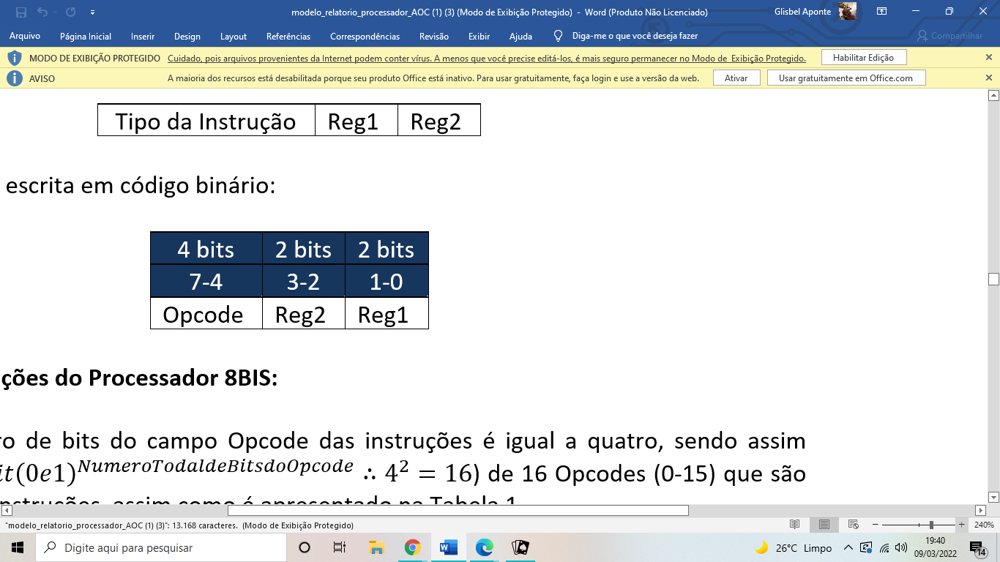 modelo_relatorio_processador_AOC (1) (3) (Modo de Exibição Protegido) - Word (Produto Não Licenciado)
Glisbel Aponte
Arquivo Página Inicial Inserir Design Layout Referências Correspondências Revisão Exibir Ajuda Diga-me o que você deseja fazer Compartilhar
MODO DE EXIBIÇÃO PROTEGIDO Cuidado, pois arquivos provenientes da Internet podem conter vírus. A menos que você precise editá-los, é mais seguro permanecer no Modo de Exibição Protegido. Habilitar Edição
AVISO A maioria dos recursos está desabilitada porque seu produto Office está inativo. Para usar gratuitamente, faça login e use a versão da web. Ativar Usar gratuitamente em Office.com
Tipo da Instrução Reg1 Reg2
escrita em código binário:
4 bits 2 bits 2 bits
7-4 3-2 1-0
Opcode Reg2 Reg1
ções do Processador 8BIS:
ro de bits do campo Opcode das instruções é igual a quatro, sendo assim
it(0e1)^NumeroTodaldeBitsdoOpcode ∴ 4² = 16) de 16 Opcodes (0-15) que são
nstruções, assim como é apresentado na Tabela 1
"modelo_relatorio_processador_AOC (1) (3)": 13.168 caracteres. (Modo de Exibição Protegido)
240%
Digite aqui para pesquisar
26°C Limpo
19:40
09/03/2022
14